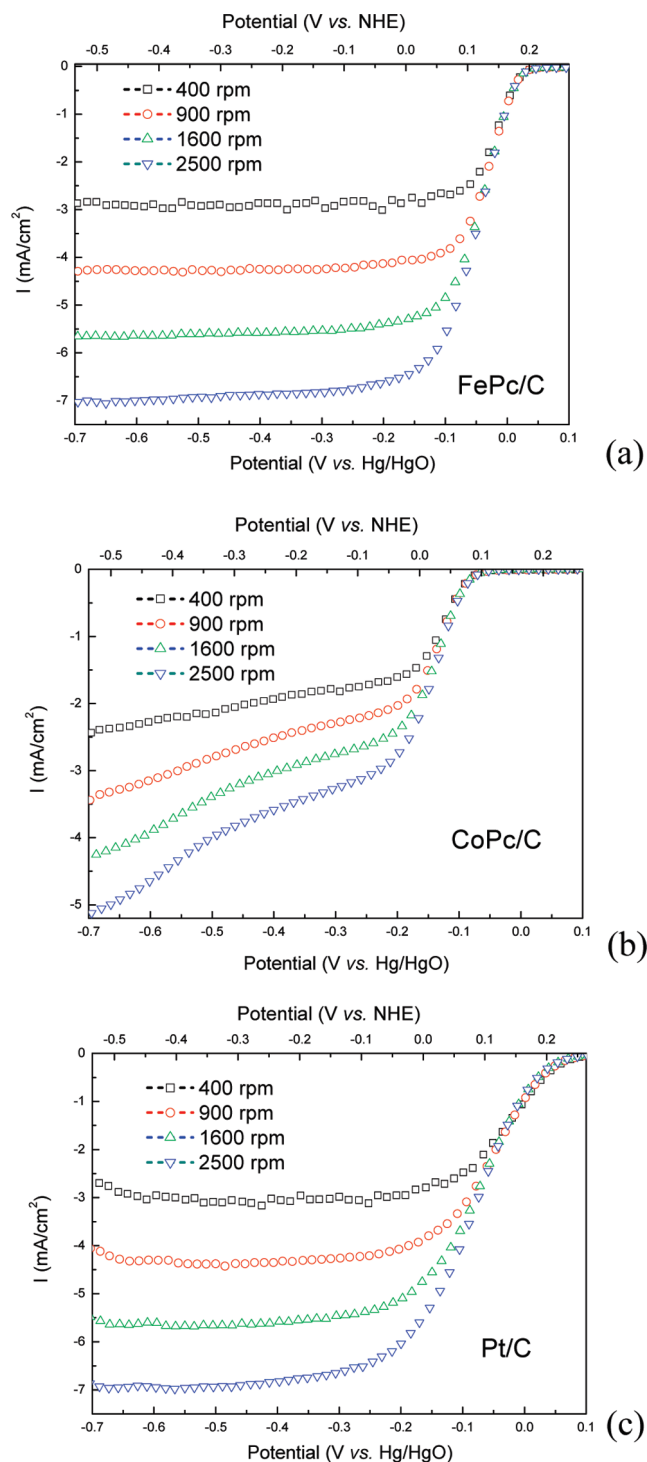 Potential (V vs. NHE)
-0.5 -0.4 -0.3 -0.2 -0.1 0.0 0.1 0.2
0
-1
-2
-3
-4
-5
-6
-7
I (mA/cm²)
400 rpm
900 rpm
1600 rpm
2500 rpm
FePc/C
-0.7 -0.6 -0.5 -0.4 -0.3 -0.2 -0.1 0.0 0.1
Potential (V vs. Hg/HgO)
(a)
Potential (V vs. NHE)
-0.5 -0.4 -0.3 -0.2 -0.1 0.0 0.1 0.2
0
-1
-2
-3
-4
-5
I (mA/cm²)
400 rpm
900 rpm
1600 rpm
2500 rpm
CoPc/C
-0.7 -0.6 -0.5 -0.4 -0.3 -0.2 -0.1 0.0 0.1
Potential (V vs. Hg/HgO)
(b)
Potential (V vs. NHE)
-0.5 -0.4 -0.3 -0.2 -0.1 0.0 0.1 0.2
0
-1
-2
-3
-4
-5
-6
-7
I (mA/cm²)
400 rpm
900 rpm
1600 rpm
2500 rpm
Pt/C
-0.7 -0.6 -0.5 -0.4 -0.3 -0.2 -0.1 0.0 0.1
Potential (V vs. Hg/HgO)
(c)